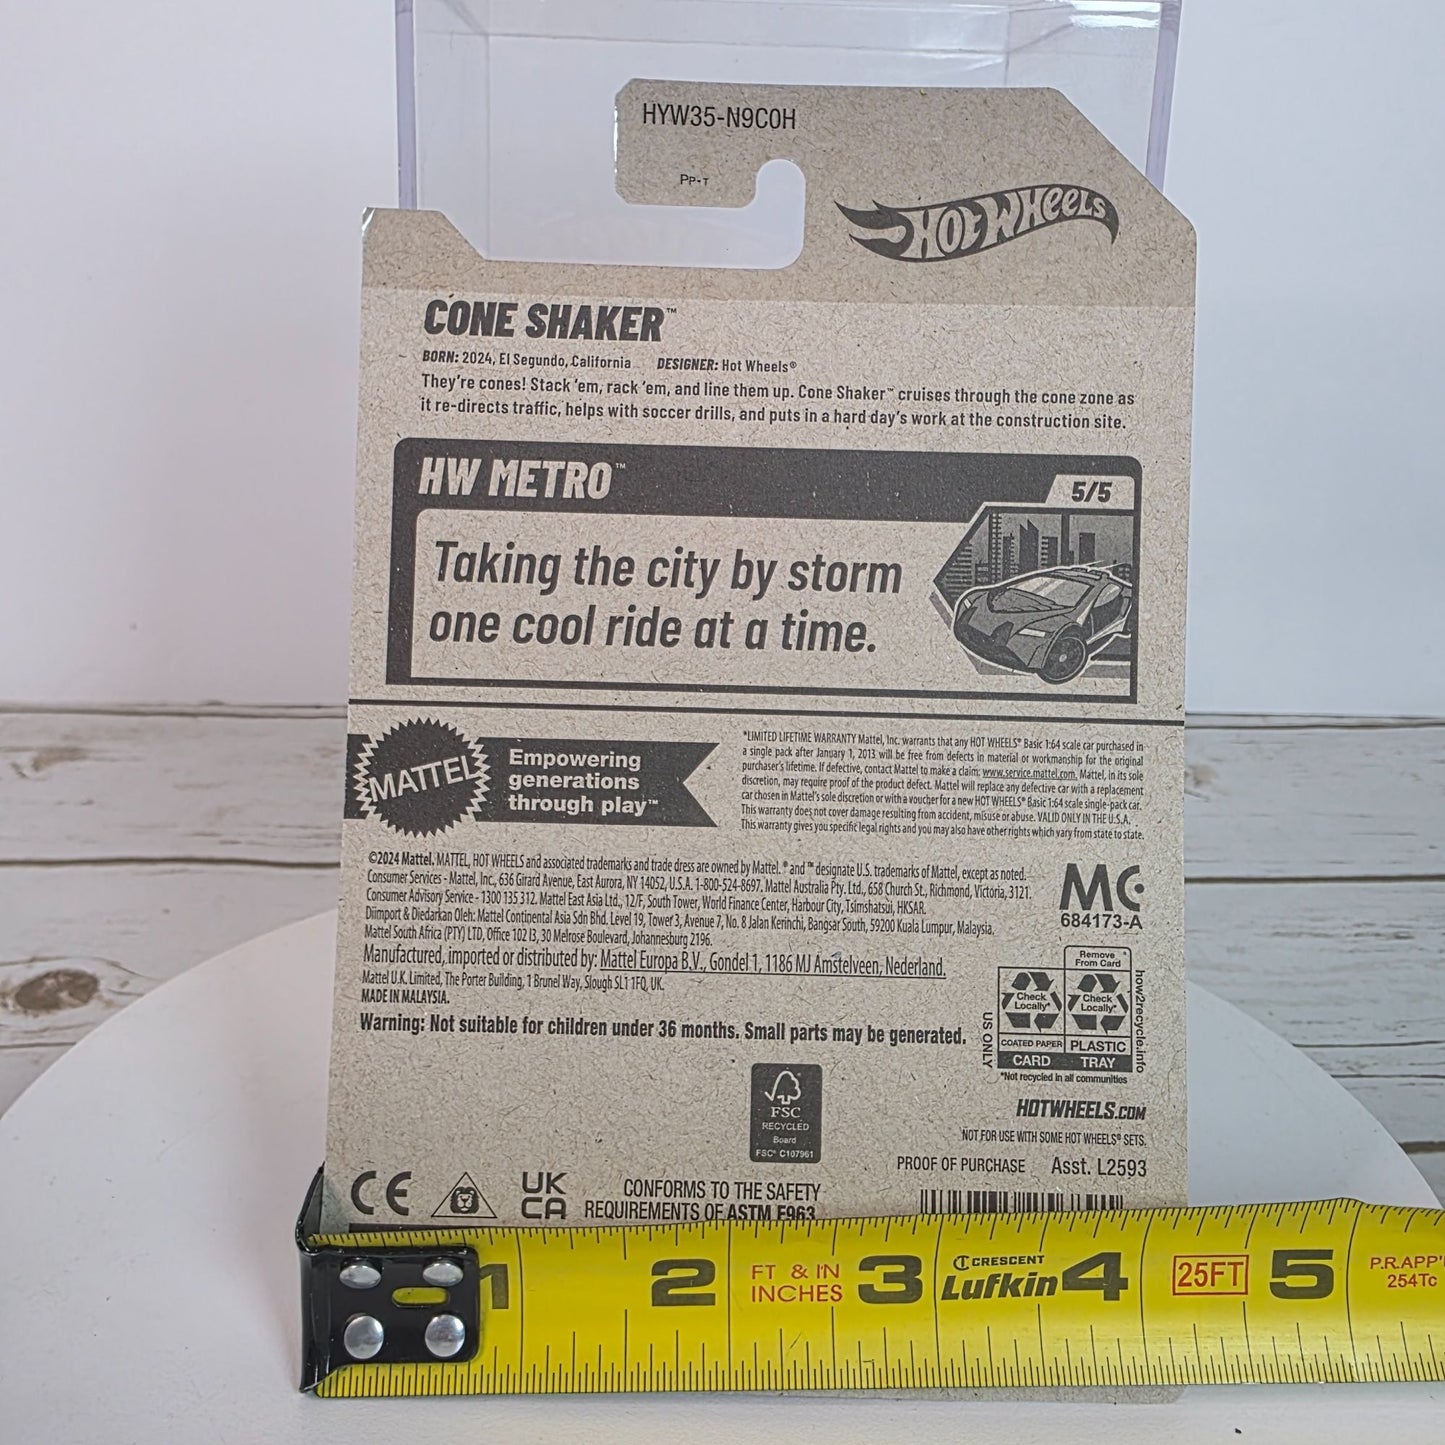 HYW35-N9C0H
PP-T
HOT WHEELS
CONE SHAKER™
BORN: 2024, El Segundo, California DESIGNER: Hot Wheels®
They're cones! Stack 'em, rack 'em, and line them up. Cone Shaker™ cruises through the cone zone as
it re-directs traffic, helps with soccer drills, and puts in a hard day's work at the construction site.
HW METRO™
5/5
Taking the city by storm
one cool ride at a time.
MATTEL
Empowering
generations
through play™
*LIMITED LIFETIME WARRANTY Mattel, Inc. warrants that any HOT WHEELS® Basic 1:64 scale car purchased in
a single pack after January 1, 2013 will be free from defects in material or workmanship for the original
purchaser's lifetime. If defective, contact Mattel to make a claim: www.service.mattel.com. Mattel, in its sole
discretion, may require proof of the product defect. Mattel will replace any defective car with a replacement
car chosen in Mattel's sole discretion or with a voucher for a new HOT WHEELS® Basic 1:64 scale single-pack car.
This warranty does not cover damage resulting from accident, misuse or abuse. VALID ONLY IN THE U.S.A.
This warranty gives you specific legal rights and you may also have other rights which vary from state to state.
©2024 Mattel. MATTEL, HOT WHEELS and associated trademarks and trade dress are owned by Mattel. ® and ™ designate U.S. trademarks of Mattel, except as noted.
Consumer Services - Mattel, Inc., 636 Girard Avenue, East Aurora, NY 14052, U.S.A. 1-800-524-8697. Mattel Australia Pty. Ltd., 658 Church St., Richmond, Victoria, 3121.
Consumer Advisory Service - 1300 135 312. Mattel East Asia Ltd., 12/F, South Tower, World Finance Center, Harbour City, Tsimshatsui, HKSAR.
Diimport & Diedarkan Oleh: Mattel Continental Asia Sdn Bhd. Level 19, Tower 3, Avenue 7, No. 8 Jalan Kerinchi, Bangsar South, 59200 Kuala Lumpur, Malaysia.
Mattel South Africa (PTY) LTD, Office 102 I3, 30 Melrose Boulevard, Johannesburg 2196.
Manufactured, imported or distributed by: Mattel Europa B.V., Gondel 1, 1186 MJ Amstelveen, Nederland.
Mattel U.K. Limited, The Porter Building, 1 Brunel Way, Slough SL1 1FQ, UK.
MADE IN MALAYSIA.
Warning: Not suitable for children under 36 months. Small parts may be generated.
MC
684173-A
Remove
From Card
Check
Locally*
Check
Locally*
COATED PAPER PLASTIC
CARD TRAY
US ONLY
how2recycle.info
*Not recycled in all communities
HOTWHEELS.COM
NOT FOR USE WITH SOME HOT WHEELS® SETS.
PROOF OF PURCHASE Asst. L2593
FSC
RECYCLED
Board
FSC® C107961
CE
UK
CA
CONFORMS TO THE SAFETY
REQUIREMENTS OF ASTM F963
1 2 FT & IN
INCHES
3 CRESCENT
Lufkin 4 25FT 5
P.R.APP'
254Tc